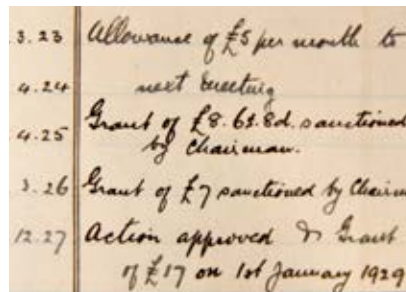 3.23 Allowance of £5 per month to
4.24 next meeting
4.25 Grant of £8.6s.8d. sanctioned
by Chairman.
3.26 Grant of £7 sanctioned by Chairm
12.27 Action approved & Grant
of £17 on 1st January 1929